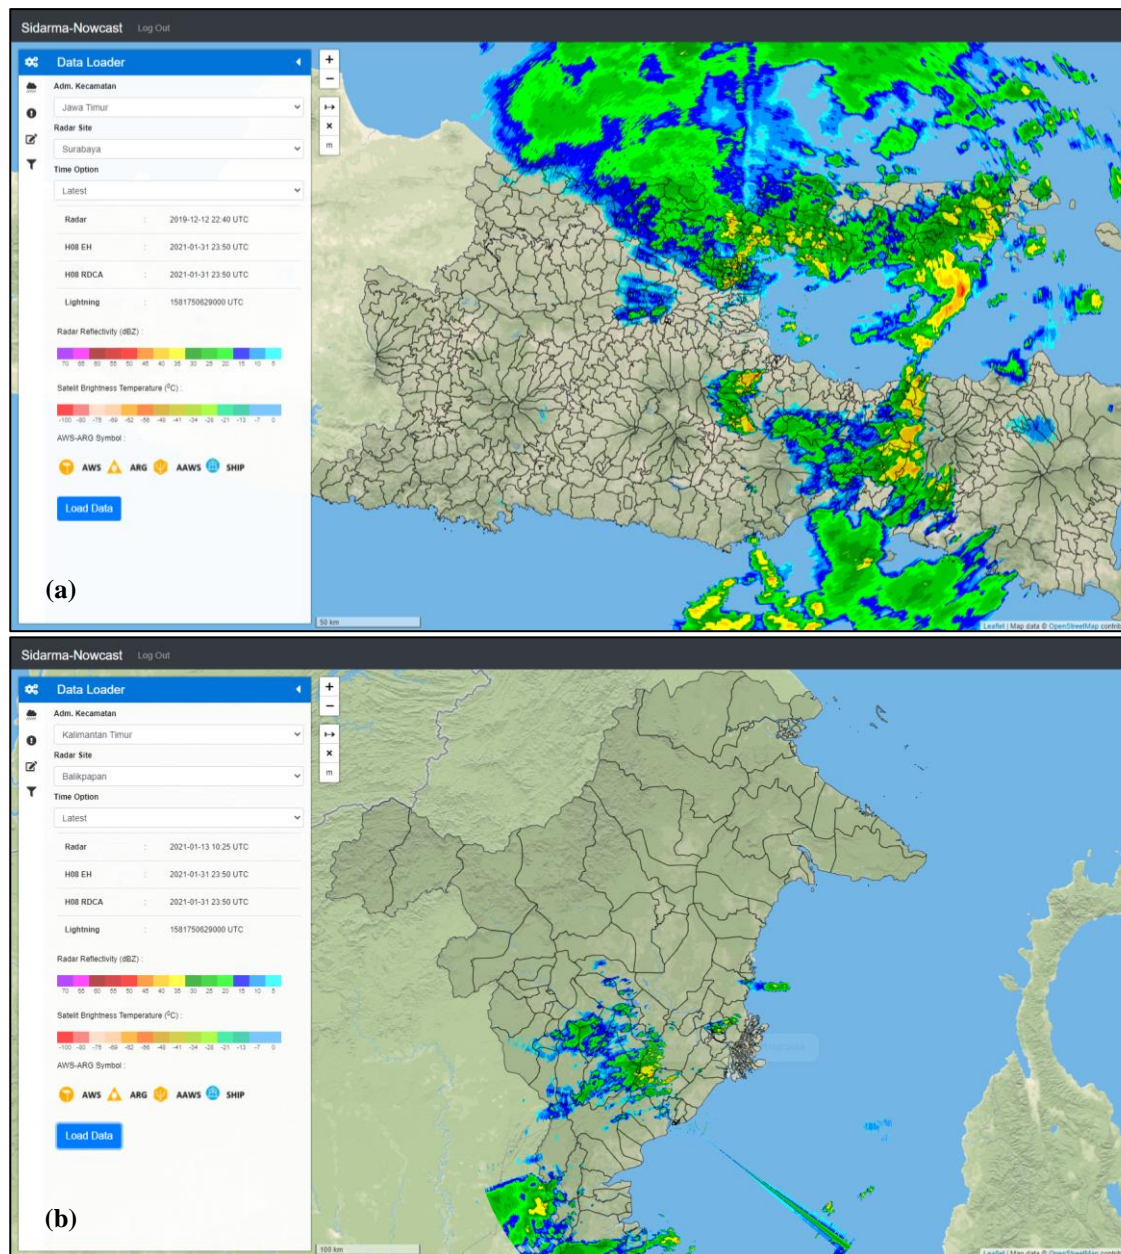 Sidarma-Nowcast Log Out
Data Loader
Adm. Kecamatan
Jawa Timur
Radar Site
Surabaya
Time Option
Latest
Radar : 2019-12-12 22:40 UTC
H08 EH : 2021-01-31 23:50 UTC
H08 RDCA : 2021-01-31 23:50 UTC
Lightning : 1581750629000 UTC
Radar Reflectivity (dBZ) :
70 65 60 55 50 45 40 35 30 25 20 15 10 5
Satelit Brightness Temperature (⁰C) :
-100 -80 -75 -69 -62 -56 -48 -41 -34 -28 -21 -13 -7 0
AWS-ARG Symbol :
AWS ARG AAWS SHIP
Load Data
(a)
+
−
m
50 km
Leaflet | Map data © OpenStreetMap contrib
Sidarma-Nowcast Log Out
Data Loader
Adm. Kecamatan
Kalimantan Timur
Radar Site
Balikpapan
Time Option
Latest
Radar : 2021-01-13 10:25 UTC
H08 EH : 2021-01-31 23:50 UTC
H08 RDCA : 2021-01-31 23:50 UTC
Lightning : 1581750629000 UTC
Radar Reflectivity (dBZ) :
70 65 60 55 50 45 40 35 30 25 20 15 10 5
Satelit Brightness Temperature (⁰C) :
-100 -80 -75 -69 -62 -56 -48 -41 -34 -28 -21 -13 -7 0
AWS-ARG Symbol :
AWS ARG AAWS SHIP
Load Data
(b)
+
−
m
100 km
Leaflet | Map data © OpenStreetMap contrib